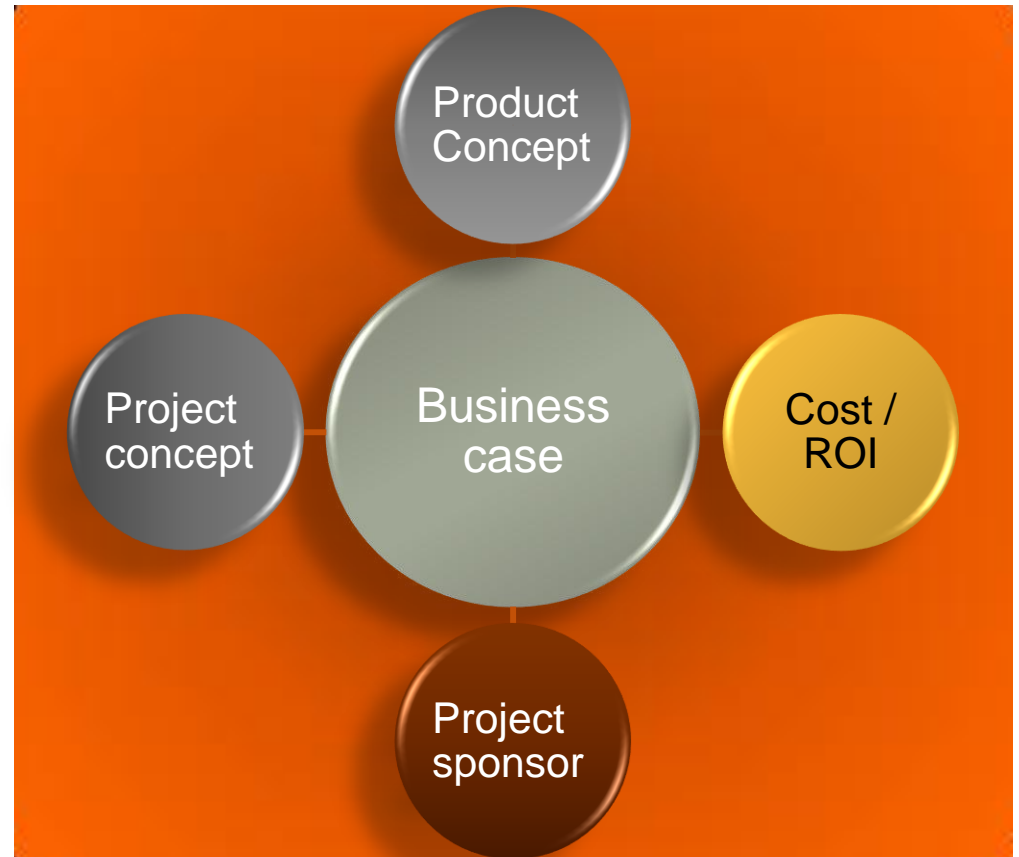 Product
Concept
Project
concept
Business
case
Cost /
ROI
Project
sponsor